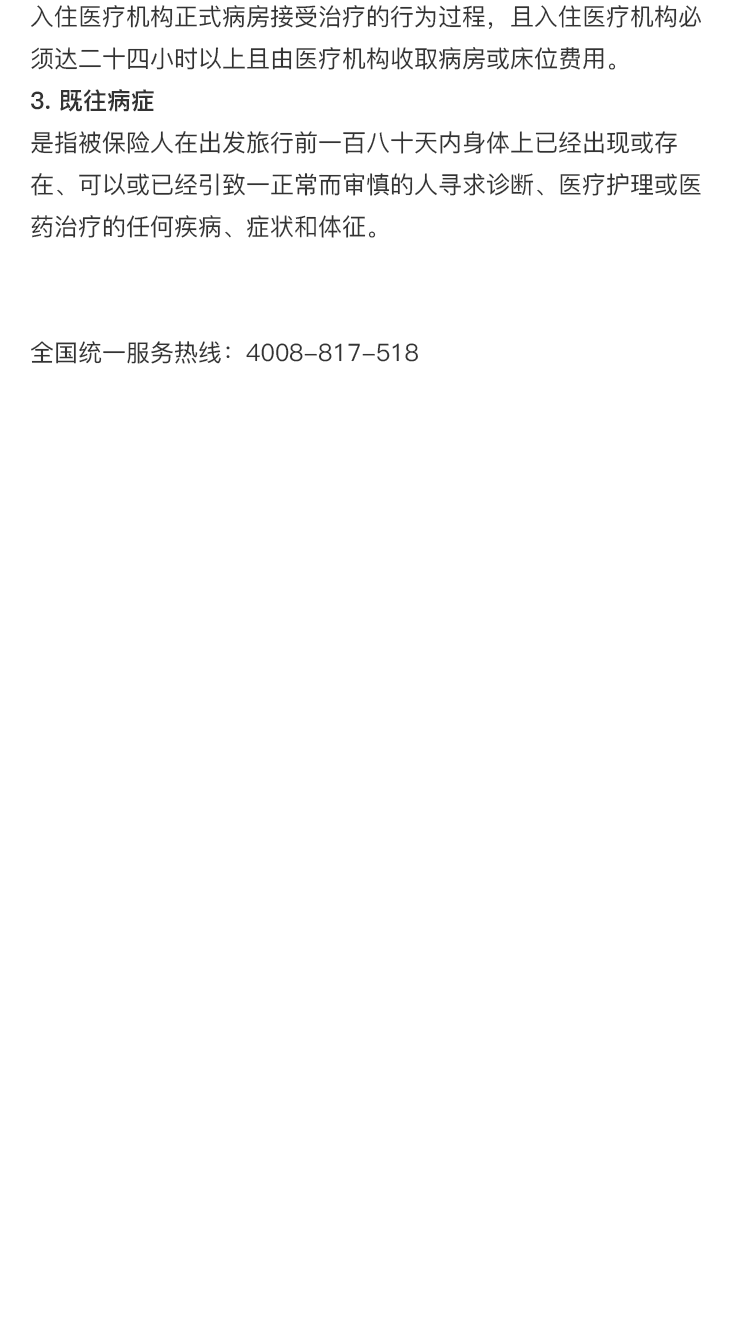 入住医疗机构正式病房接受治疗的行为过程，且入住医疗机构必
须达二十四小时以上且由医疗机构收取病房或床位费用。
3. 既往病症
是指被保险人在出发旅行前一百八十天内身体上已经出现或存
在、可以或已经引致一正常而审慎的人寻求诊断、医疗护理或医
药治疗的任何疾病、症状和体征。
全国统一服务热线：4008–817–518